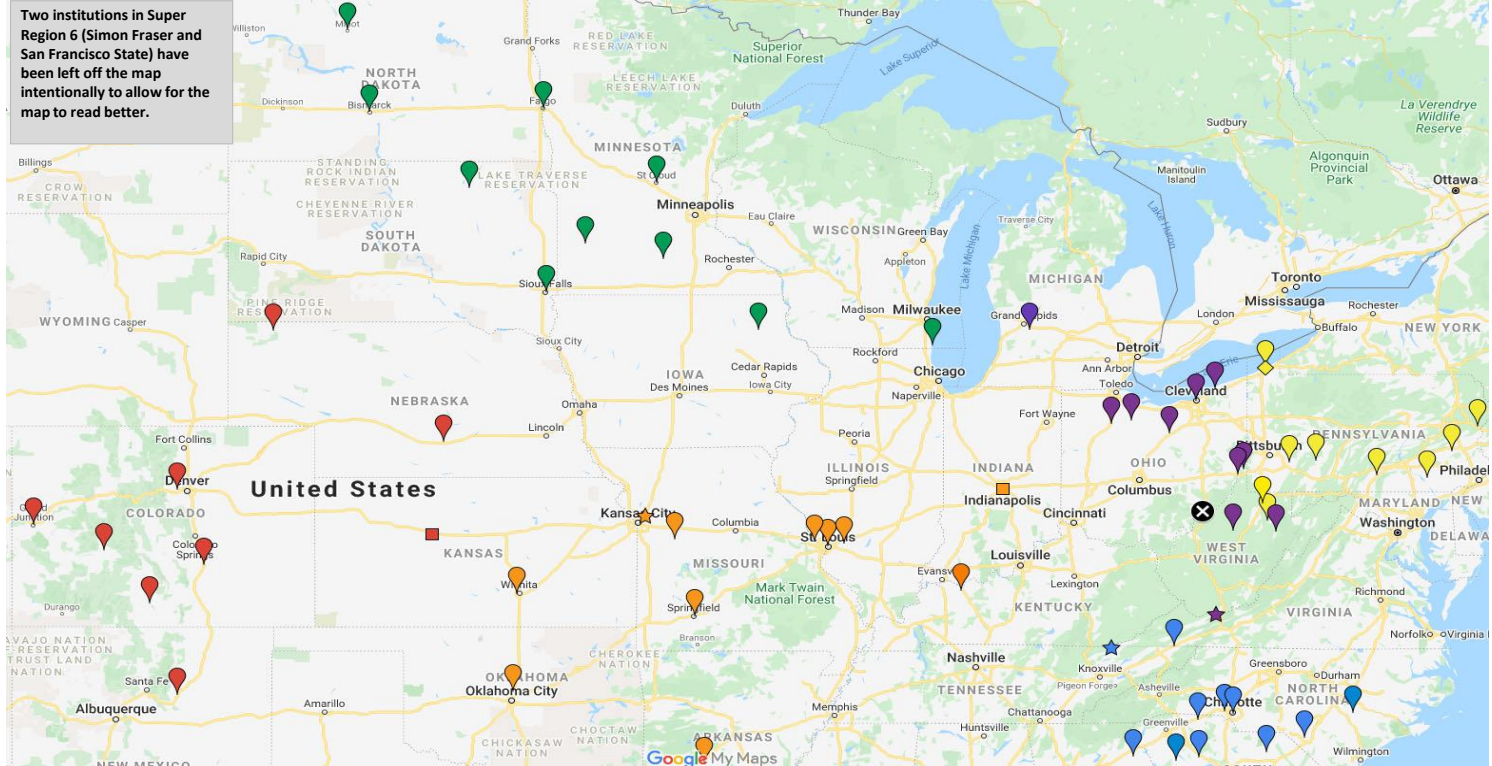 Two institutions in Super
Region 6 (Simon Fraser and
San Francisco State) have
been left off the map
intentionally to allow for the
map to read better.
Thunder Bay
Williston
Minot
Grand Forks
RED LAKE
RESERVATION
Superior
National Forest
Lake Superior
NORTH
DAKOTA
LEECH LAKE
RESERVATION
Dickinson
Bismarck
Fargo
Duluth
La Verendrye
Wildlife
Reserve
Sudbury
MINNESOTA
Billings
STANDING
ROCK INDIAN
RESERVATION
LAKE TRAVERSE
RESERVATION
St Cloud
Algonquin
Provincial
Park
Manitoulin
Island
Ottawa
CROW
RESERVATION
CHEYENNE RIVER
RESERVATION
Minneapolis
Eau Claire
Traverse City
Lake Huron
WISCONSIN
Green Bay
SOUTH
DAKOTA
Lake Michigan
Rapid City
Rochester
Appleton
MICHIGAN
Toronto
Sioux Falls
Mississauga
PINE RIDGE
RESERVATION
WYOMING
Casper
Madison
Milwaukee
Grand Rapids
London
Rochester
Buffalo
NEW YORK
Sioux City
Rockford
Detroit
Ann Arbor
Erie
IOWA
Cedar Rapids
Iowa City
Des Moines
Chicago
Naperville
Toledo
Cleveland
NEBRASKA
Omaha
Lincoln
Fort Wayne
Fort Collins
Peoria
PENNSYLVANIA
Pittsburgh
Denver
United States
ILLINOIS
Springfield
INDIANA
Indianapolis
OHIO
Columbus
Philadel
MARYLAND
NEW
Grand
Junction
COLORADO
Kansas City
Columbia
Cincinnati
Washington
Colorado
Springs
KANSAS
St. Louis
DELAWA
MISSOURI
Louisville
WEST
VIRGINIA
Wichita
Evansv
Lexington
Mark Twain
National Forest
Richmond
Durango
Springfield
KENTUCKY
VIRGINIA
AVAJO NATION
RESERVATION
TRUST LAND
NATION
Branson
Norfolk
Virginia
CHEROKEE
NATION
Nashville
Knoxville
Greensboro
Durham
Santa Fe
OKLAHOMA
Oklahoma City
Pigeon Forge
Asheville
TENNESSEE
NORTH
CAROLINA
Albuquerque
Amarillo
Memphis
Chattanooga
Charlotte
Greenville
Huntsville
CHICKASAW
NATION
CHOCTAW
NATION
ARKANSAS
Wilmington
Google My Maps
NEW MEXICO